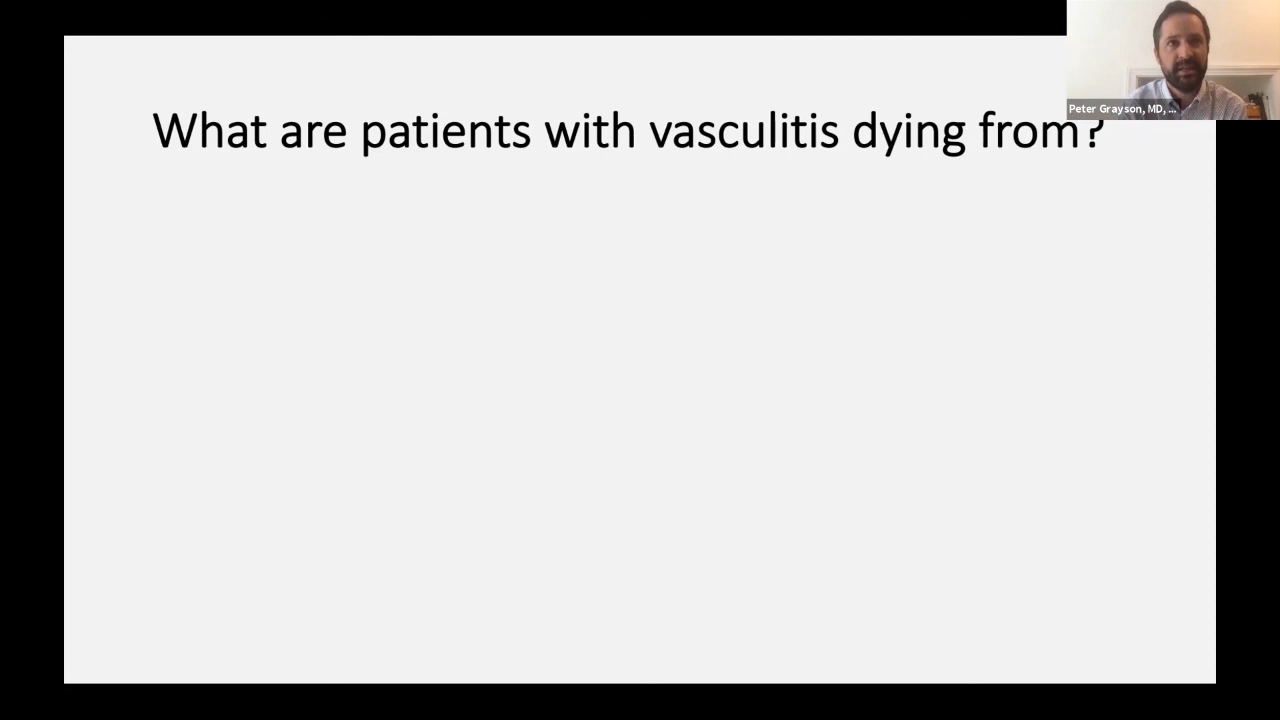 What are patients with vasculitis dying from?
Peter Grayson, MD, ...